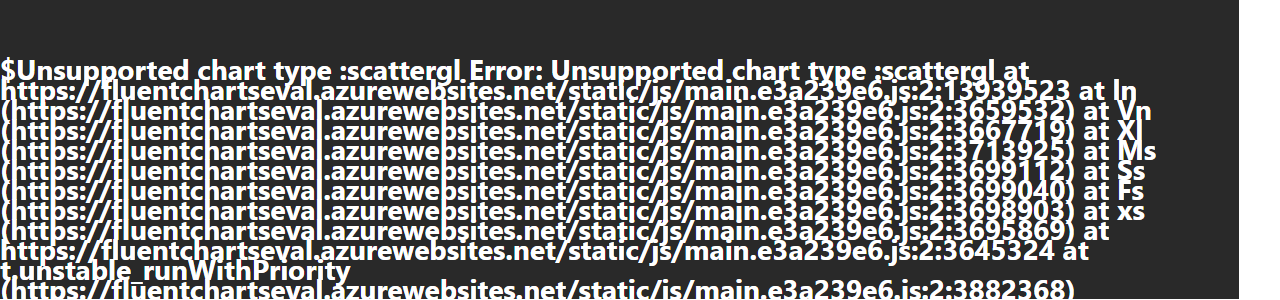 $Unsupported chart type :scattergl Error: Unsupported chart type :scattergl at
https://fluentchartseval.azurewebsites.net/static/js/main.e3a239e6.js:2:13939523 at ln
(https://fluentchartseval.azurewebsites.net/static/js/main.e3a239e6.js:2:3659532) at Vn
(https://fluentchartseval.azurewebsites.net/static/js/main.e3a239e6.js:2:3667719) at Xl
(https://fluentchartseval.azurewebsites.net/static/js/main.e3a239e6.js:2:3713925) at Ms
(https://fluentchartseval.azurewebsites.net/static/js/main.e3a239e6.js:2:3699112) at Ss
(https://fluentchartseval.azurewebsites.net/static/js/main.e3a239e6.js:2:3699040) at Fs
(https://fluentchartseval.azurewebsites.net/static/js/main.e3a239e6.js:2:3698903) at xs
(https://fluentchartseval.azurewebsites.net/static/js/main.e3a239e6.js:2:3695869) at
https://fluentchartseval.azurewebsites.net/static/js/main.e3a239e6.js:2:3645324 at
t.unstable_runWithPriority
(https://fluentchartseval.azurewebsites.net/static/js/main.e3a239e6.js:2:3882368)